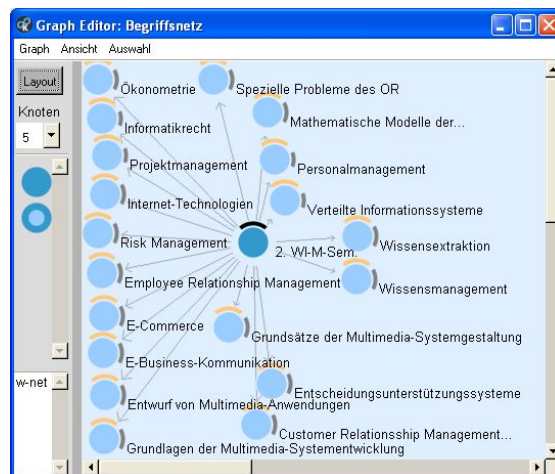 Graph Editor: Begriffsnetz
Graph Ansicht Auswahl
Layout
Knoten
5
w-net
Ökonometrie
Spezielle Probleme des OR
Informatikrecht
Mathematische Modelle der...
Projektmanagement
Personalmanagement
Internet-Technologien
Verteilte Informationssysteme
Risk Management
2. WI-M-Sem.
Wissensextraktion
Employee Relationship Management
Wissensmanagement
E-Commerce
Grundsätze der Multimedia-Systemgestaltung
E-Business-Kommunikation
Entscheidungsunterstützungssysteme
Entwurf von Multimedia-Anwendungen
Customer Relationsship Management...
Grundlagen der Multimedia-Systementwicklung